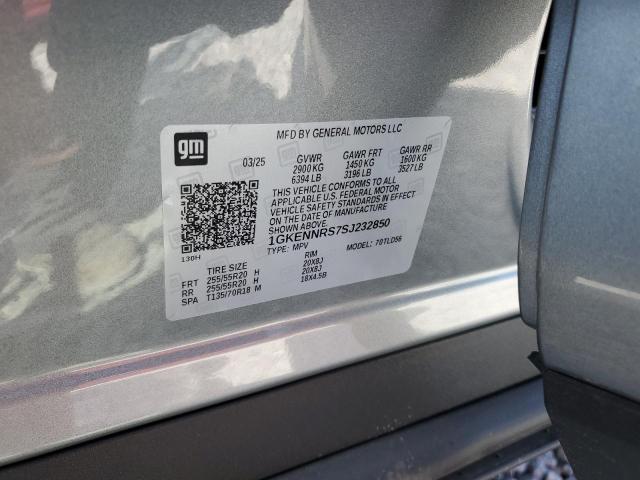 gm
MFD BY GENERAL MOTORS LLC
03/25 GVWR GAWR FRT GAWR RR
2900 KG 1450 KG 1600 KG
6394 LB 3196 LB 3527 LB
THIS VEHICLE CONFORMS TO ALL
APPLICABLE U.S. FEDERAL MOTOR
VEHICLE SAFETY STANDARDS IN EFFECT
ON THE DATE OF MANUFACTURE
SHOWN ABOVE.
1GKENNRS7SJ232850
130H
TYPE: MPV MODEL: 70TLD56
TIRE SIZE RIM
FRT 255/55R20 H 20X8J
RR 255/55R20 H 20X8J
SPA T135/70R18 M 18X4.5B